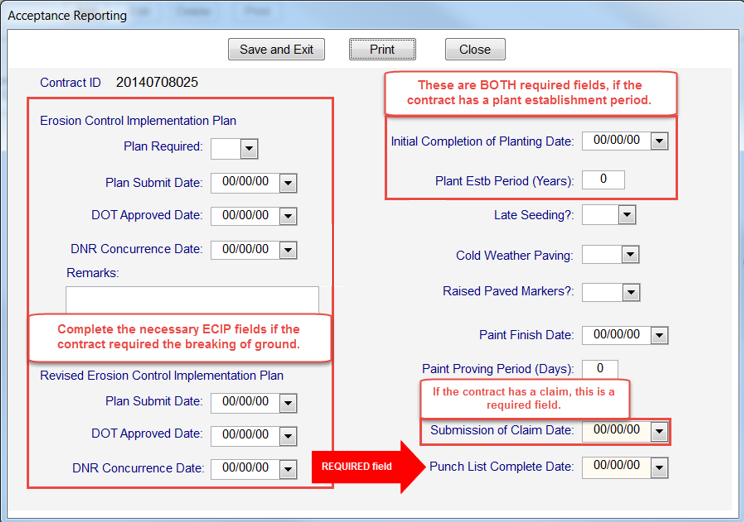 Acceptance Reporting
Save and Exit
Print
Close
Contract ID 20140708025
Erosion Control Implementation Plan
Plan Required:
Plan Submit Date: 00/00/00
DOT Approved Date: 00/00/00
DNR Concurrence Date: 00/00/00
Remarks:
Complete the necessary ECIP fields if the
contract required the breaking of ground.
Revised Erosion Control Implementation Plan
Plan Submit Date: 00/00/00
DOT Approved Date: 00/00/00
DNR Concurrence Date: 00/00/00
These are BOTH required fields, if the
contract has a plant establishment period.
Initial Completion of Planting Date: 00/00/00
Plant Estb Period (Years): 0
Late Seeding?:
Cold Weather Paving:
Raised Paved Markers?:
Paint Finish Date: 00/00/00
Paint Proving Period (Days): 0
If the contract has a claim, this is a
required field.
Submission of Claim Date: 00/00/00
REQUIRED field
Punch List Complete Date: 00/00/00